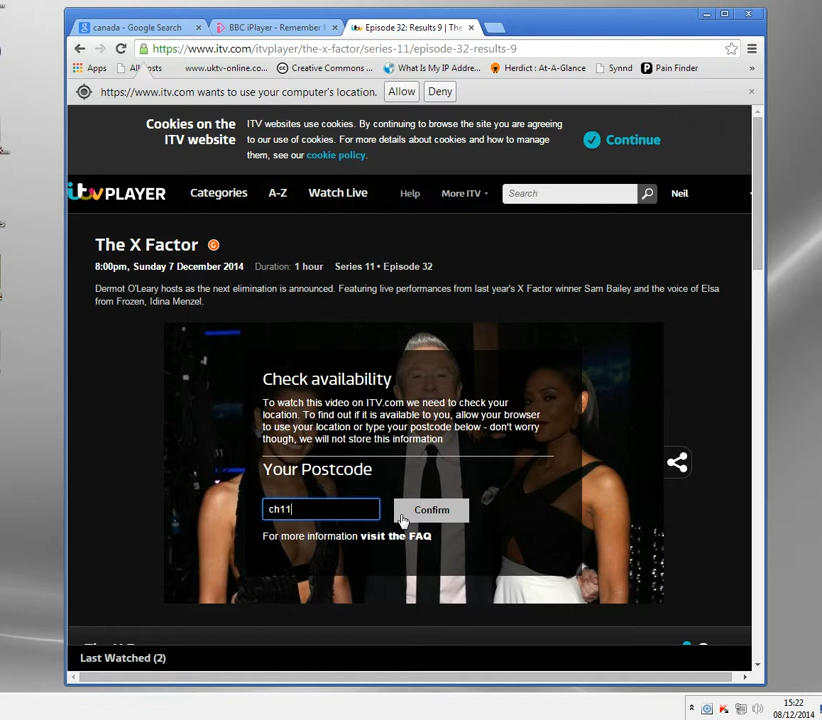 canada - Google Search
BBC iPlayer - Remember
Episode 32: Results 9 | The
https://www.itv.com/itvplayer/the-x-factor/series-11/episode-32-results-9
Apps
www.uktv-online.co...
Creative Commons ...
What Is My IP Addre...
Herdict : At-A-Glance
Synnd
Pain Finder
»
https://www.itv.com wants to use your computer's location.
Allow
Deny
Cookies on the
ITV website
ITV websites use cookies. By continuing to browse the site you are agreeing
to our use of cookies. For more details about cookies and how to manage
them, see our cookie policy.
Continue
itv PLAYER
Categories
A-Z
Watch Live
Help
More ITV
Search
Neil
The X Factor G
8:00pm, Sunday 7 December 2014 Duration: 1 hour Series 11 • Episode 32
Dermot O'Leary hosts as the next elimination is announced. Featuring live performances from last year's X Factor winner Sam Bailey and the voice of Elsa
from Frozen, Idina Menzel.
Check availability
To watch this video on ITV.com we need to check your
location. To find out if it is available to you, allow your browser
to use your location or type your postcode below - don't worry
though, we will not store this information
Your Postcode
ch11
Confirm
For more information visit the FAQ
Last Watched (2)
15:22
08/12/2014